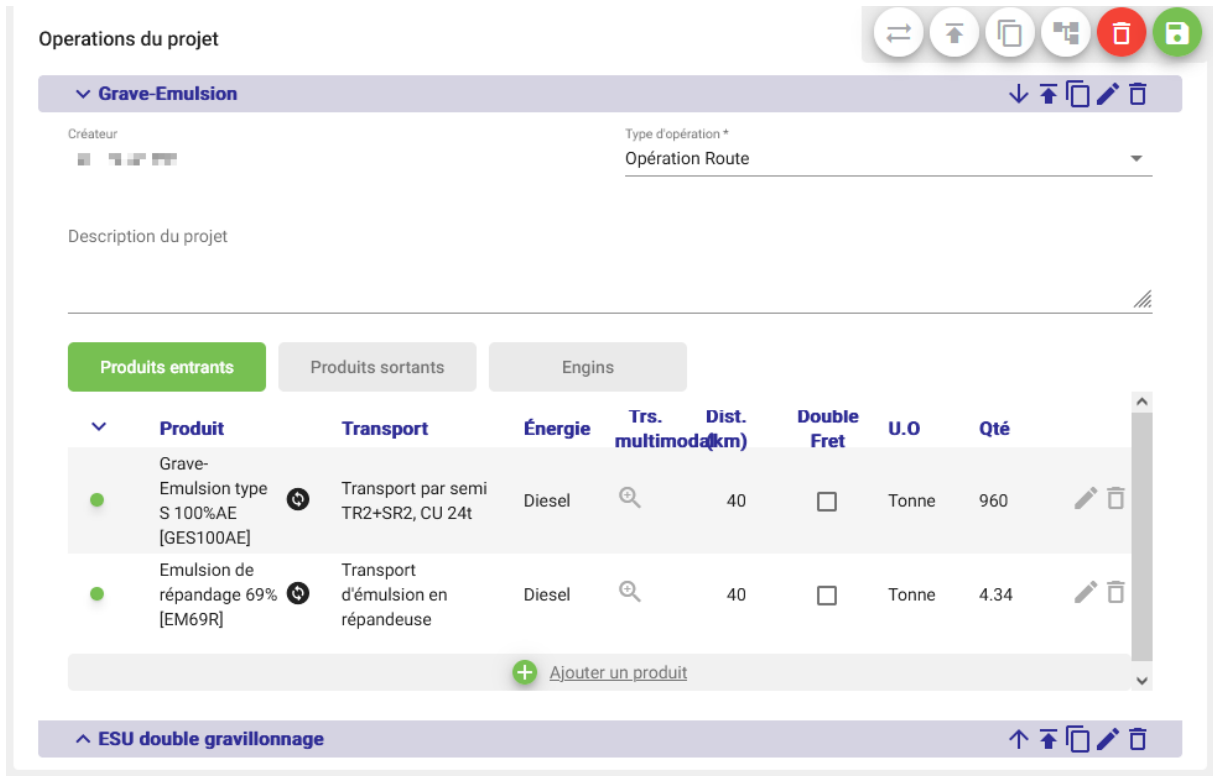 Operations du projet
Grave-Emulsion
Créateur
Type d'opération *
Opération Route
Description du projet
Produits entrants
Produits sortants
Engins
Produit
Transport
Énergie
Trs.
multimodal
Dist.
(km)
Double
Fret
U.O
Qté
Grave-
Emulsion type
S 100%AE
[GES100AE]
Transport par semi
TR2+SR2, CU 24t
Diesel
40
Tonne
960
Emulsion de
répandage 69%
[EM69R]
Transport
d'émulsion en
répandeuse
Diesel
40
Tonne
4.34
Ajouter un produit
ESU double gravillonnage